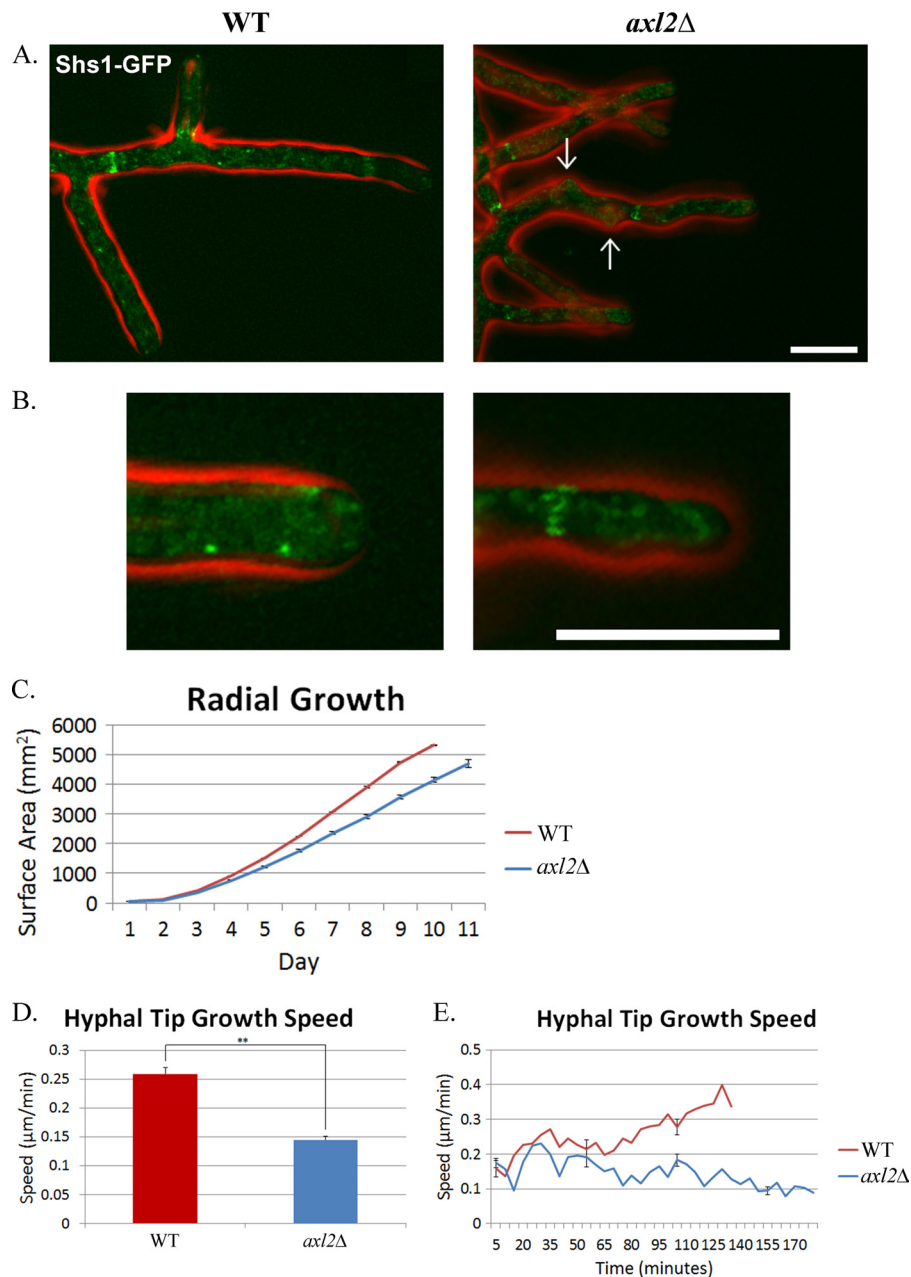 WT axl2Δ
A.
Shs1-GFP
B.
C.
Radial Growth
Surface Area (mm²)
6000
5000
4000
3000
2000
1000
0
1 2 3 4 5 6 7 8 9 10 11
Day
WT
axl2Δ
D.
Hyphal Tip Growth Speed
**
Speed (µm/min)
0.3
0.25
0.2
0.15
0.1
0.05
0
WT axl2Δ
E.
Hyphal Tip Growth Speed
Speed (µm/min)
0.5
0.4
0.3
0.2
0.1
0
5 20 35 50 65 80 95 110 125 140 155 170
Time (minutes)
WT
axl2Δ